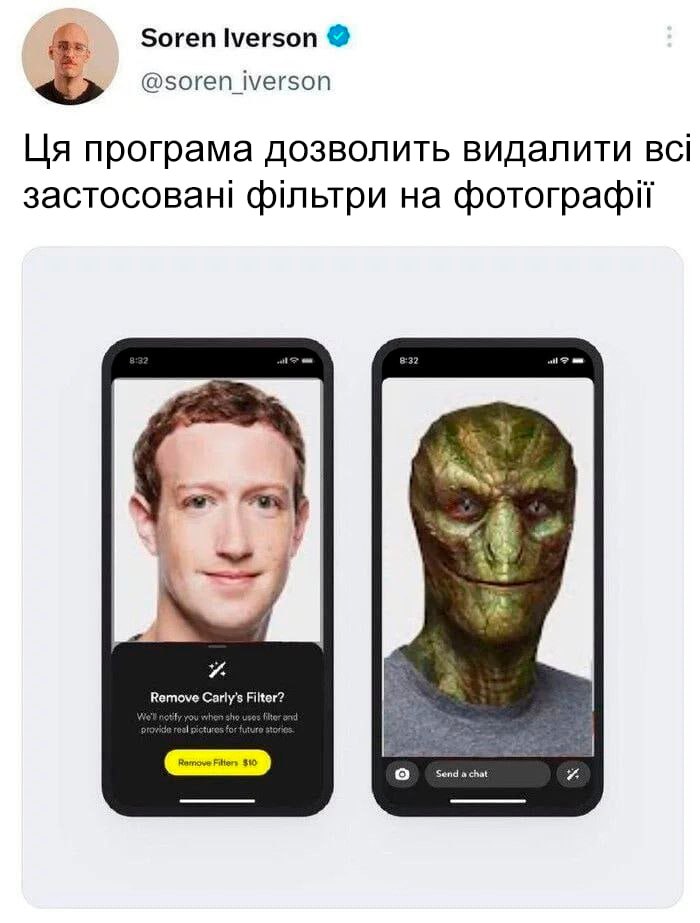 Soren Iverson
@soren_iverson
Ця програма дозволить видалити всі
застосовані фільтри на фотографії
8:32
8:32
Remove Carly's Filter?
We'll notify you when she uses filter and
provide real pictures for future stories.
Remove Filters $10
Send a chat